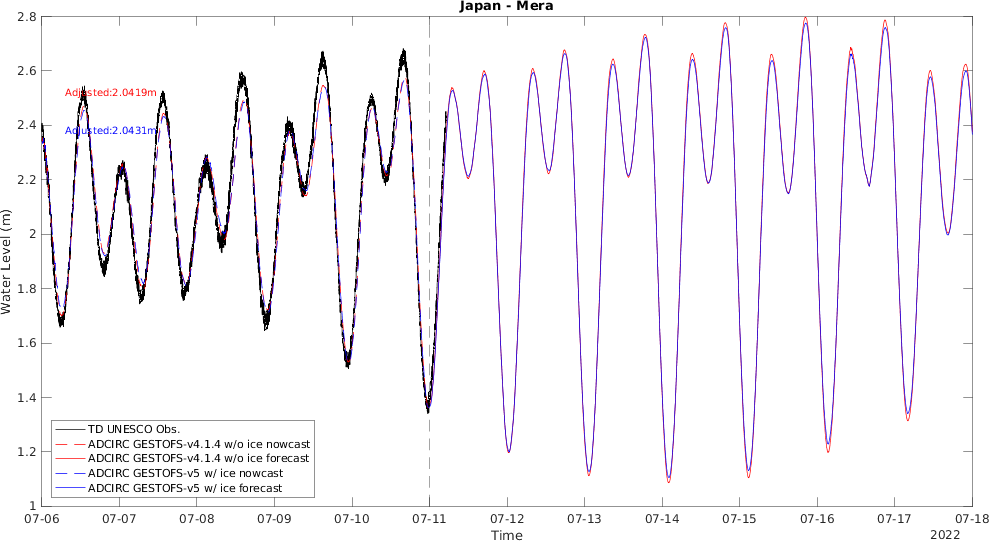 Japan - Mera
Water Level (m)
2.8
2.6
2.4
2.2
2
1.8
1.6
1.4
1.2
1
Adjusted:2.0419m
Adjusted:2.0431m
TD UNESCO Obs.
ADCIRC GESTOFS-v4.1.4 w/o ice nowcast
ADCIRC GESTOFS-v4.1.4 w/o ice forecast
ADCIRC GESTOFS-v5 w/ ice nowcast
ADCIRC GESTOFS-v5 w/ ice forecast
07-06 07-07 07-08 07-09 07-10 07-11 07-12 07-13 07-14 07-15 07-16 07-17 07-18
Time
2022